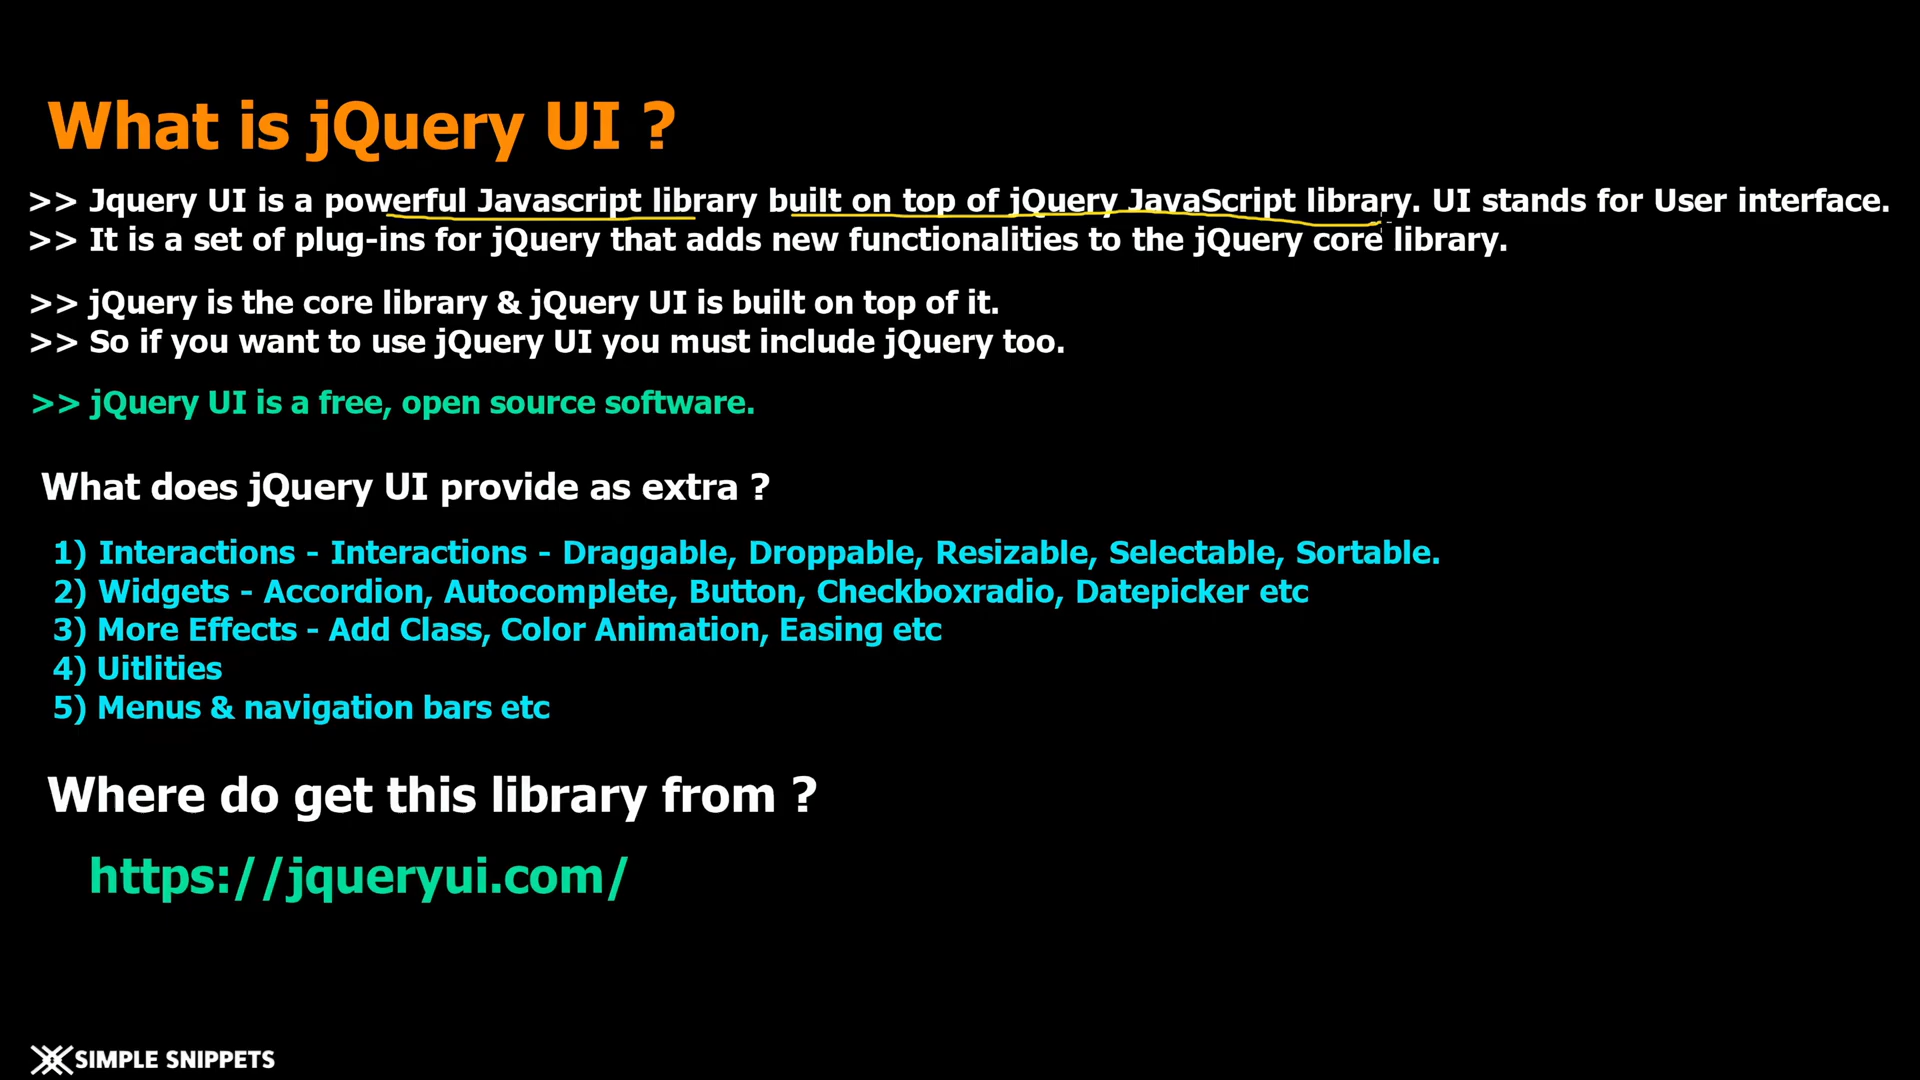 What is jQuery UI ?
>> Jquery UI is a powerful Javascript library built on top of jQuery JavaScript library. UI stands for User interface.
>> It is a set of plug-ins for jQuery that adds new functionalities to the jQuery core library.
>> jQuery is the core library & jQuery UI is built on top of it.
>> So if you want to use jQuery UI you must include jQuery too.
>> jQuery UI is a free, open source software.
What does jQuery UI provide as extra ?
1) Interactions - Interactions - Draggable, Droppable, Resizable, Selectable, Sortable.
2) Widgets - Accordion, Autocomplete, Button, Checkboxradio, Datepicker etc
3) More Effects - Add Class, Color Animation, Easing etc
4) Uitlities
5) Menus & navigation bars etc
Where do get this library from ?
https://jqueryui.com/
SIMPLE SNIPPETS